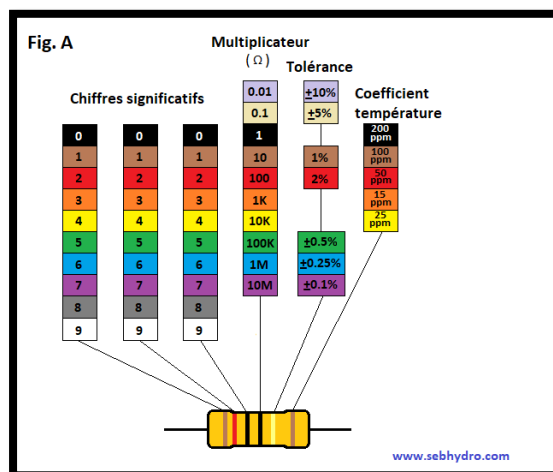 Fig. A
Multiplicateur
( Ω )
Tolérance
Chiffres significatifs
Coefficient
température
0.01 ±10%
0.1 ±5%
0 0 0 1 200 ppm
1 1 1 10 1% 100 ppm
2 2 2 100 2% 50 ppm
3 3 3 1K 15 ppm
4 4 4 10K 25 ppm
5 5 5 100K ±0.5%
6 6 6 1M ±0.25%
7 7 7 10M ±0.1%
8 8 8
9 9 9
www.sebhydro.com